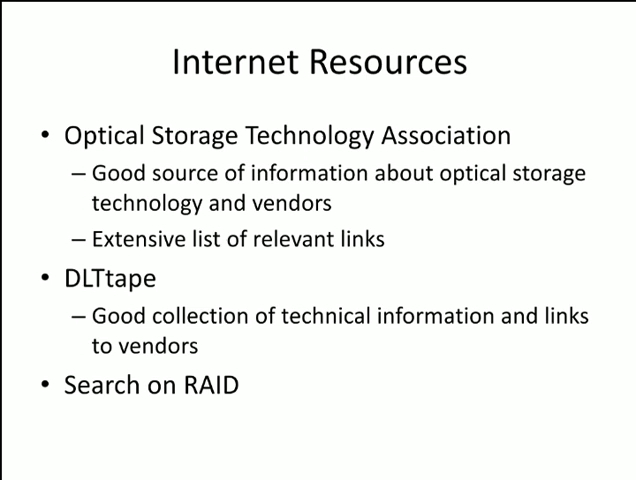 Internet Resources
• Optical Storage Technology Association
– Good source of information about optical storage
technology and vendors
– Extensive list of relevant links
• DLTtape
– Good collection of technical information and links
to vendors
• Search on RAID